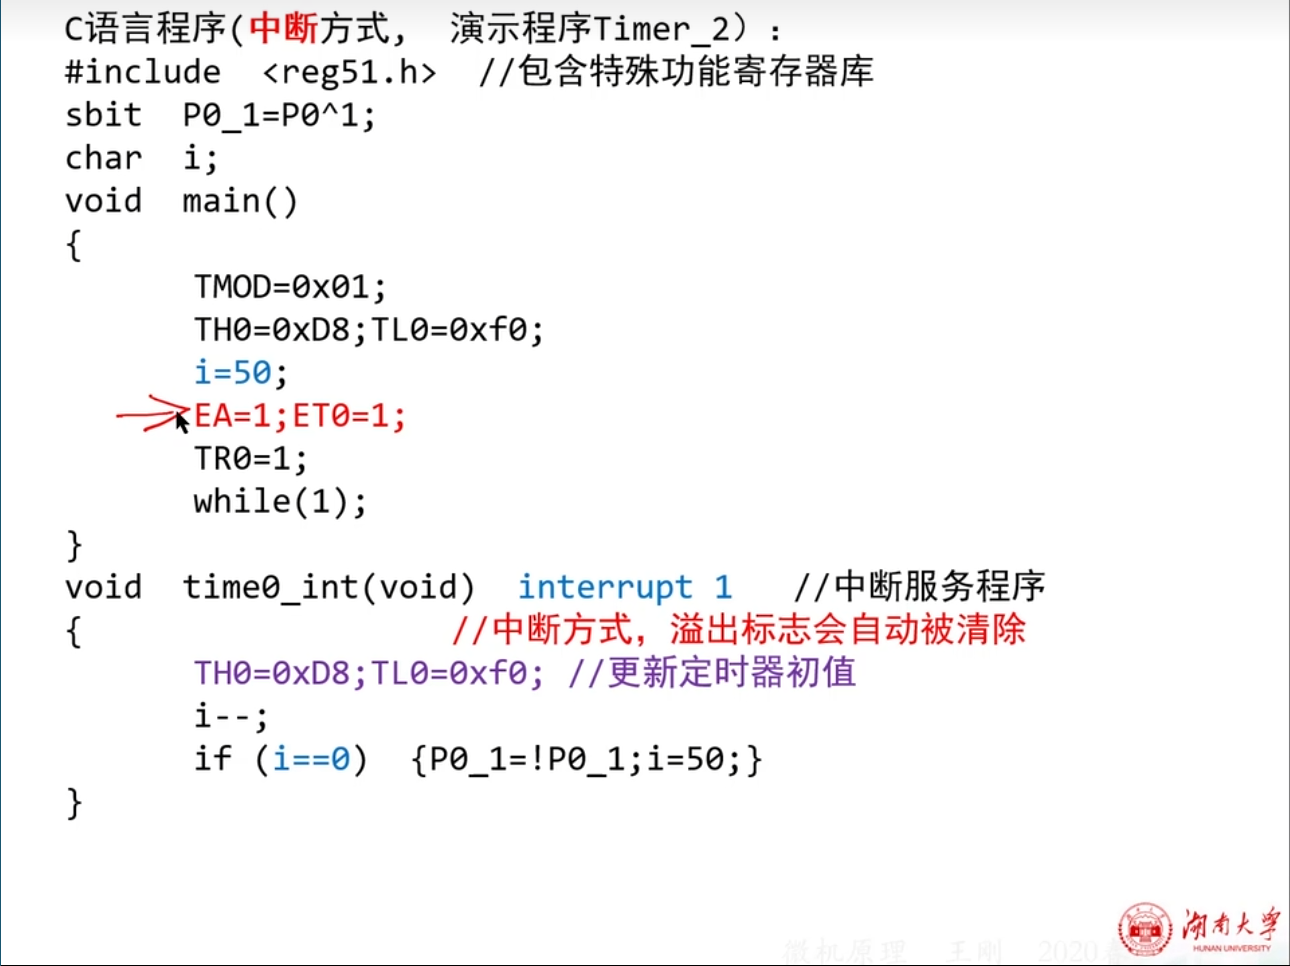 C语言程序(中断方式, 演示程序Timer_2):
#include <reg51.h> //包含特殊功能寄存器库
sbit P0_1=P0^1;
char i;
void main()
{
TMOD=0x01;
TH0=0xD8;TL0=0xf0;
i=50;
EA=1;ET0=1;
TR0=1;
while(1);
}
void time0_int(void) interrupt 1 //中断服务程序
{ //中断方式，溢出标志会自动被清除
TH0=0xD8;TL0=0xf0; //更新定时器初值
i--;
if (i==0) {P0_1=!P0_1;i=50;}
}
湖南大学
HUNAN UNIVERSITY
微机原理 王刚 2020